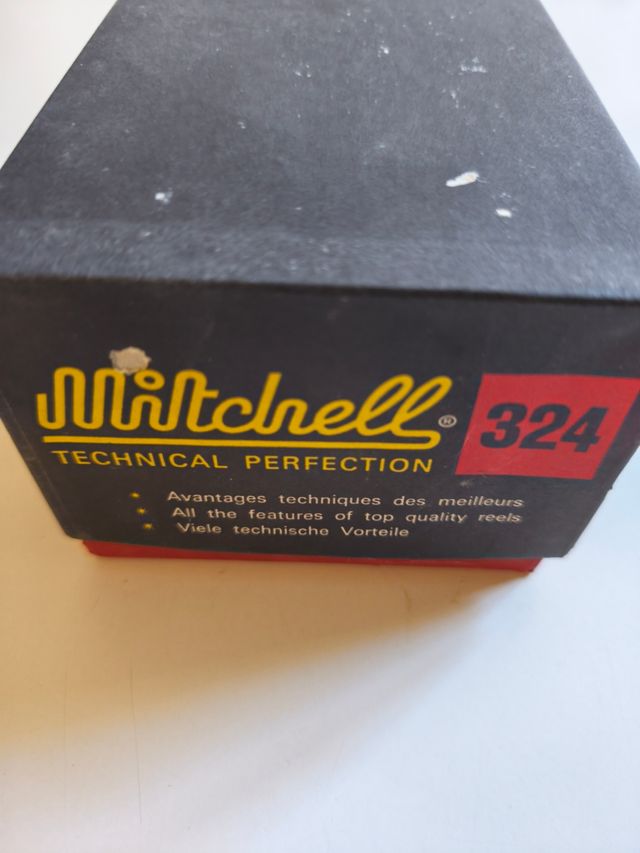 Mitchell®
324
TECHNICAL PERFECTION
Avantages techniques des meilleurs
All the features of top quality reels
Viele technische Vorteile